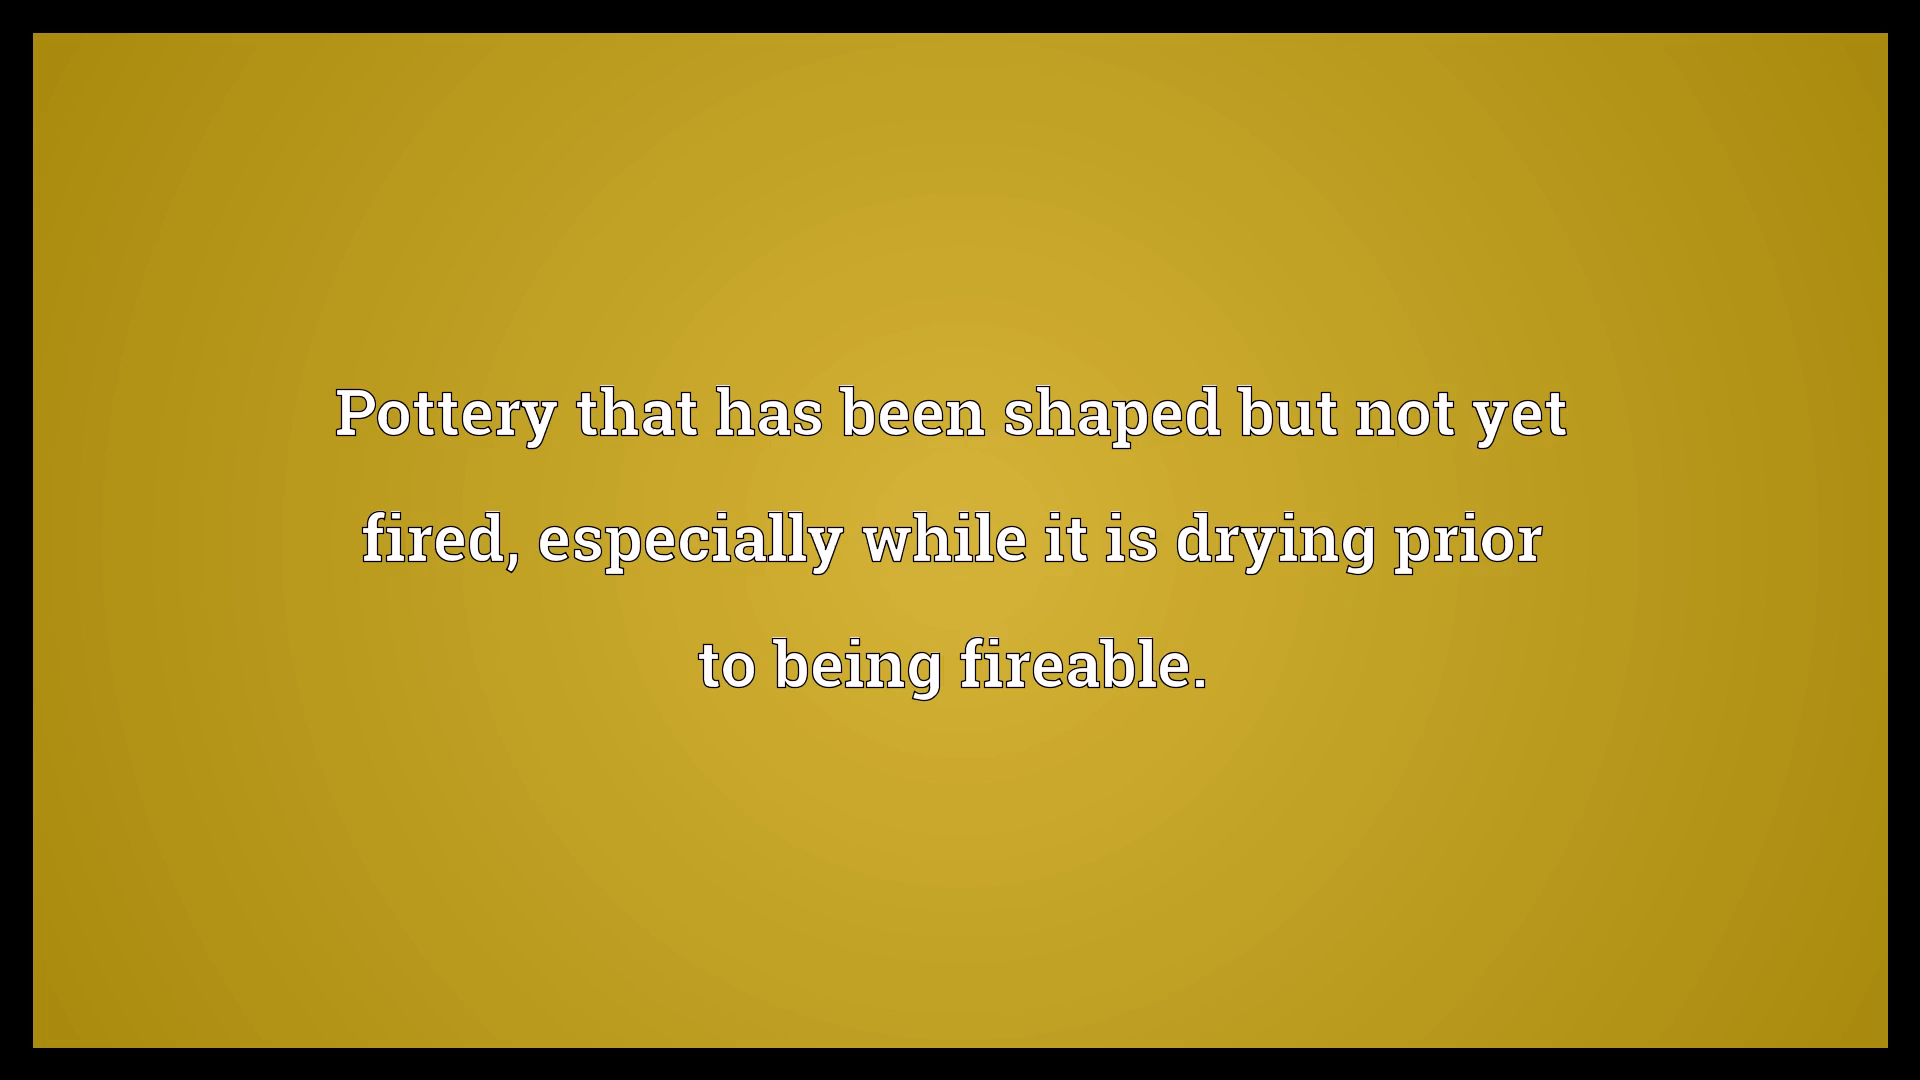 Pottery that has been shaped but not yet
fired, especially while it is drying prior
to being fireable.